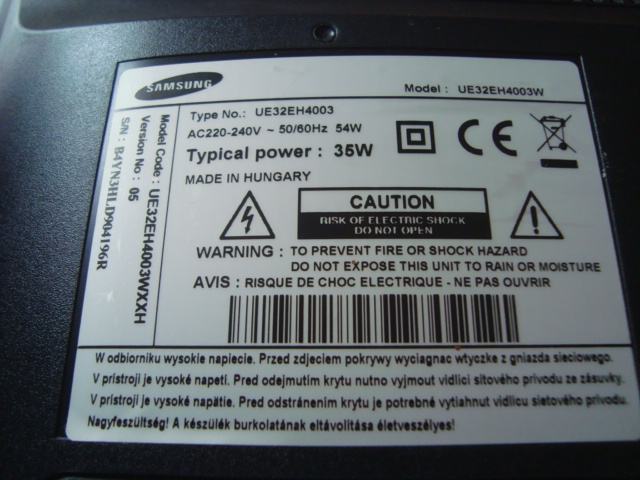 SAMSUNG
Model : UE32EH4003W
Type No.: UE32EH4003
AC220-240V ~ 50/60Hz 54W
Typical power : 35W
MADE IN HUNGARY
CE
CAUTION
RISK OF ELECTRIC SHOCK
DO NOT OPEN
WARNING : TO PREVENT FIRE OR SHOCK HAZARD
DO NOT EXPOSE THIS UNIT TO RAIN OR MOISTURE
AVIS : RISQUE DE CHOC ELECTRIQUE - NE PAS OUVRIR
Model Code : UE32EH4003WXXH
Version No : 05
S/N : B4YN3HLD904196R
W odbiorniku wysokie napiecie. Przed zdjeciem pokrywy wyciagnac wtyczke z gniazda sieciowego.
V prístroji je vysoké napetí. Pred odejmutím krytu nutno vyjmout vidlici sítového prívodu ze zásuvky.
V prístroji je vysoké napätie. Pred odstránením krytu je potrebné vytiahnut vidlicu sietového prívodu.
Nagyfeszültség! A készülék burkolatának eltávolítása életveszélyes!